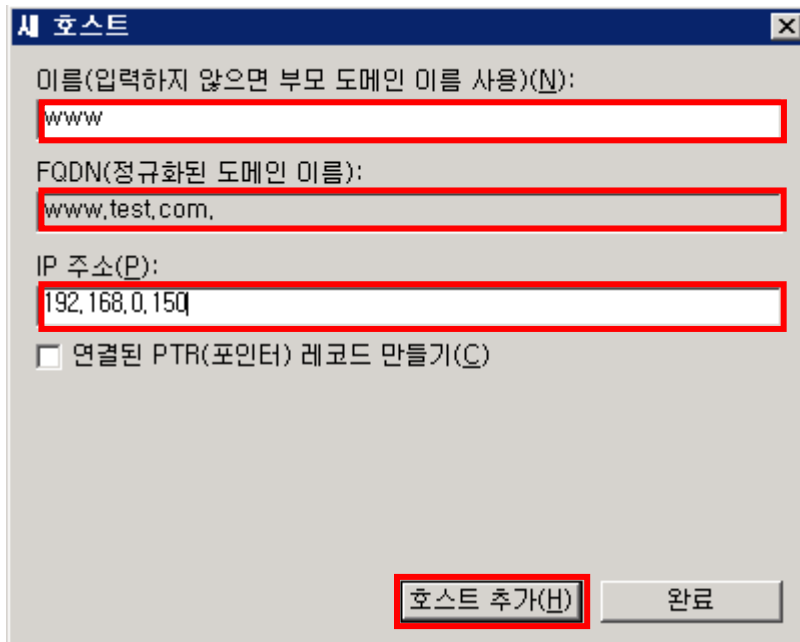 새 호스트
이름(입력하지 않으면 부모 도메인 이름 사용)(N):
www
FQDN(정규화된 도메인 이름):
www.test.com.
IP 주소(P):
192.168.0.150
연결된 PTR(포인터) 레코드 만들기(C)
호스트 추가(H) 완료